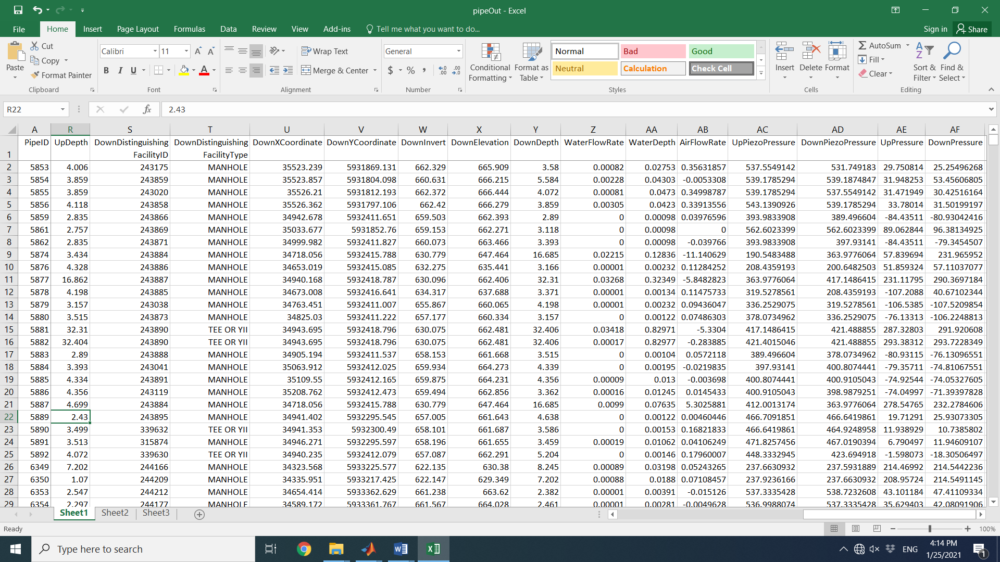 pipeOut - Excel
File Home Insert Page Layout Formulas Data Review View Add-ins Tell me what you want to do... Sign in Share
Paste Cut Copy Format Painter Clipboard
Calibri 11 A A B I U A Font
Wrap Text Merge & Center Alignment
General $ % , .00 .0 Number
Conditional Formatting Format as Table Normal Bad Good Neutral Calculation Check Cell Styles
Insert Delete Format Cells
AutoSum Fill Clear Sort & Filter Find & Select Editing
R22 fx 2.43
A R S T U V W X Y Z AA AB AC AD AE AF
1 PipeID UpDepth DownDistinguishing FacilityID DownDistinguishing FacilityType DownXCoordinate DownYCoordinate DownInvert DownElevation DownDepth WaterFlowRate WaterDepth AirFlowRate UpPiezoPressure DownPiezoPressure UpPressure DownPressure
2 5853 4.006 243175 MANHOLE 35523.239 5931869.131 662.329 665.909 3.58 0.00082 0.02753 0.35631857 537.5549142 531.749183 29.750814 25.25496268
3 5854 3.859 243859 MANHOLE 35523.857 5931804.098 660.631 666.215 5.584 0.00228 0.04303 -0.0053308 539.1785294 539.1874847 31.948253 53.45606805
4 5855 3.859 243020 MANHOLE 35526.21 5931812.193 662.372 666.444 4.072 0.00081 0.0473 0.34998787 539.1785294 537.5549142 31.471949 30.42516164
5 5856 4.118 243858 MANHOLE 35526.362 5931797.106 662.42 666.279 3.859 0.00305 0.0423 0.33913556 543.1390926 539.1785294 33.78014 31.50199197
6 5859 2.835 243866 MANHOLE 34942.678 5932411.651 659.503 662.393 2.89 0 0.00098 0.03976596 393.9833908 389.496604 -84.43511 -80.93042416
7 5861 2.757 243869 MANHOLE 35033.677 5931852.76 659.153 662.271 3.118 0 0.00098 0 562.6023399 562.6023399 89.062844 96.38134925
8 5862 2.835 243871 MANHOLE 34999.982 5932411.827 660.073 663.466 3.393 0 0.00098 -0.039766 393.9833908 397.93141 -84.43511 -79.3454507
9 5874 3.434 243884 MANHOLE 34718.056 5932415.788 630.779 647.464 16.685 0.02215 0.12836 -11.140629 190.5483488 363.9776064 57.839694 231.965952
10 5876 4.328 243886 MANHOLE 34653.019 5932415.085 632.275 635.441 3.166 0.00001 0.00232 0.11284252 208.4359193 200.6482503 51.859324 57.11037077
11 5877 16.862 243887 MANHOLE 34940.168 5932418.787 630.096 662.406 32.31 0.03268 0.32349 -5.8482823 363.9776064 417.1486415 231.11795 290.3697184
12 5878 4.198 243885 MANHOLE 34673.008 5932416.641 634.317 637.688 3.371 0.00001 0.00134 0.11475733 319.5278561 208.4359193 -107.2088 40.67102344
13 5879 3.157 243038 MANHOLE 34763.451 5932411.007 655.867 660.065 4.198 0.00001 0.00232 0.09436047 336.2529075 319.5278561 -106.5385 -107.5209854
14 5880 3.515 243873 MANHOLE 34825.03 5932411.222 657.177 660.334 3.157 0 0.00122 0.07486303 378.0734962 336.2529075 -76.13313 -106.2248813
15 5881 32.31 243890 TEE OR YII 34943.695 5932418.796 630.075 662.481 32.406 0.03418 0.82971 -5.3304 417.1486415 421.488855 287.32803 291.920608
16 5882 32.404 243890 TEE OR YII 34943.695 5932418.796 630.075 662.481 32.406 0.00017 0.82977 -0.283885 421.4015046 421.488855 293.38312 293.7228349
17 5883 2.89 243888 MANHOLE 34905.194 5932411.537 658.153 661.668 3.515 0 0.00104 0.0572118 389.496604 378.0734962 -80.93115 -76.13096551
18 5884 3.393 243041 MANHOLE 35063.912 5932412.025 659.934 664.273 4.339 0 0.00195 -0.0219835 397.93141 400.8074441 -79.35711 -74.81067551
19 5885 4.334 243891 MANHOLE 35109.55 5932412.165 659.875 664.231 4.356 0.00009 0.013 -0.003698 400.8074441 400.9105043 -74.92544 -74.05327605
20 5886 4.356 243119 MANHOLE 35208.762 5932412.473 659.494 662.856 3.362 0.00016 0.01245 0.0145433 400.9105043 398.9879251 -74.04997 -71.39397828
21 5887 4.699 243884 MANHOLE 34718.056 5932415.788 630.779 647.464 16.685 0.0099 0.07635 5.3025881 412.0013174 363.9776064 278.54765 232.2784606
22 5889 2.43 243895 MANHOLE 34941.402 5932295.545 657.005 661.643 4.638 0 0.00122 0.00460446 466.7091851 466.6419861 19.71291 25.93073305
23 5890 3.499 339632 TEE OR YII 34941.353 5932300.49 658.101 661.687 3.586 0 0.00153 0.16821833 466.6419861 464.9248958 11.938929 10.7385802
24 5891 3.513 315874 MANHOLE 34946.271 5932295.597 658.196 661.655 3.459 0.00019 0.01062 0.04106249 471.8257456 467.0190394 6.790497 11.94609107
25 5892 4.072 339630 TEE OR YII 34940.235 5932412.079 657.087 662.291 5.204 0 0.00146 0.17960007 448.3332945 423.694918 -1.598073 -18.30506497
26 6349 7.202 244166 MANHOLE 34323.568 5933225.577 622.135 630.38 8.245 0.00089 0.03198 0.05243265 237.6630932 237.5931889 214.46992 214.5442236
27 6350 1.07 244209 MANHOLE 34335.951 5933217.425 622.147 629.349 7.202 0.00088 0.0188 0.07108457 237.9236166 237.6630932 208.95724 214.5491145
28 6353 2.547 244212 MANHOLE 34654.414 5933362.629 661.238 663.62 2.382 0.00001 0.00391 -0.015126 537.3335428 538.7232608 43.101184 47.41109334
29 6354 2.297 244177 MANHOLE 34589.172 5933361.767 661.567 664.028 2.461 0.00001 0.00281 -0.0049628 536.9988074 537.3335428 35.629403 42.08091906
Sheet1 Sheet2 Sheet3
Ready 100%
Type here to search ENG 4:14 PM
1/25/2021 1